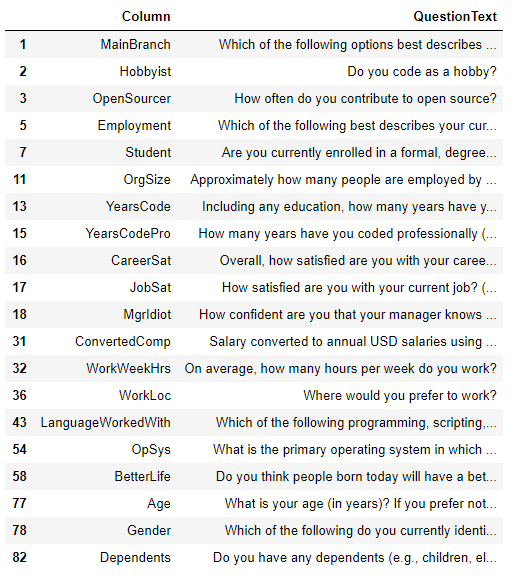 Column QuestionText
1 MainBranch Which of the following options best describes ...
2 Hobbyist Do you code as a hobby?
3 OpenSourcer How often do you contribute to open source?
5 Employment Which of the following best describes your cur...
7 Student Are you currently enrolled in a formal, degree...
11 OrgSize Approximately how many people are employed by ...
13 YearsCode Including any education, how many years have y...
15 YearsCodePro How many years have you coded professionally (...
16 CareerSat Overall, how satisfied are you with your caree...
17 JobSat How satisfied are you with your current job? (...
18 MgrIdiot How confident are you that your manager knows ...
31 ConvertedComp Salary converted to annual USD salaries using ...
32 WorkWeekHrs On average, how many hours per week do you work?
36 WorkLoc Where would you prefer to work?
43 LanguageWorkedWith Which of the following programming, scripting,...
54 OpSys What is the primary operating system in which ...
58 BetterLife Do you think people born today will have a bet...
77 Age What is your age (in years)? If you prefer not...
78 Gender Which of the following do you currently identi...
82 Dependents Do you have any dependents (e.g., children, el...